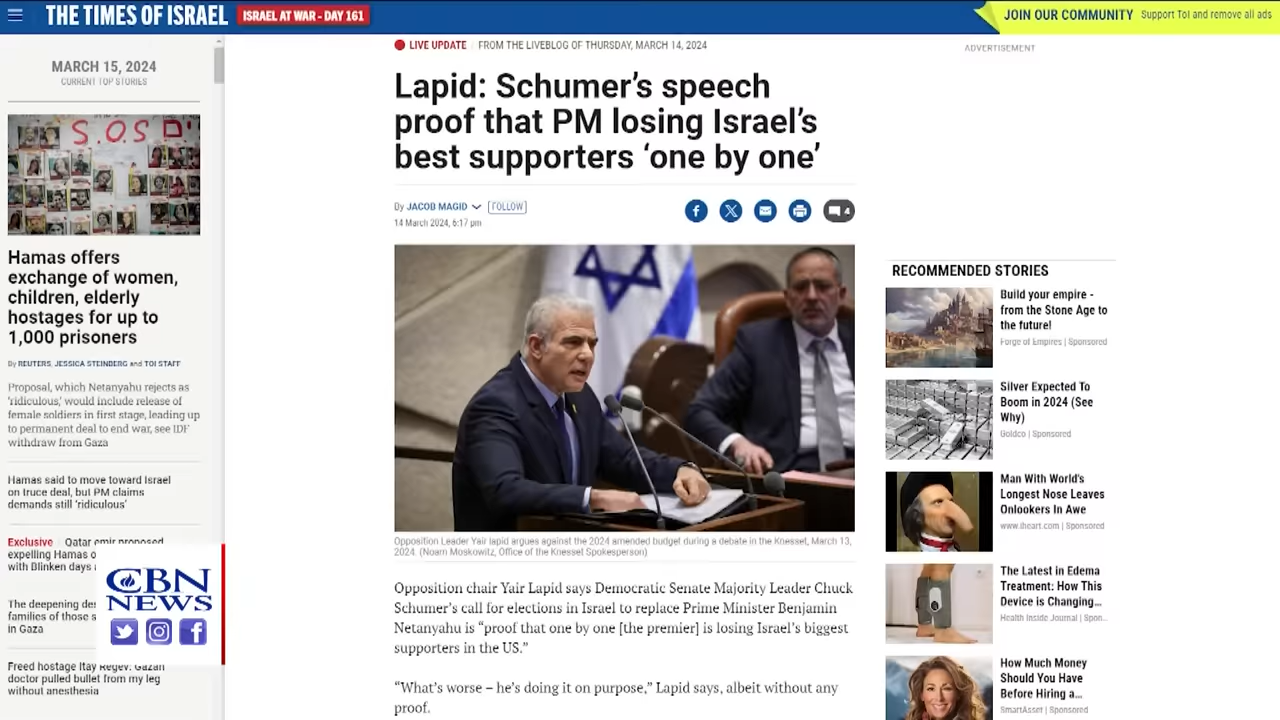 THE TIMES OF ISRAEL
ISRAEL AT WAR - DAY 161
JOIN OUR COMMUNITY Support ToI and remove all ads
MARCH 15, 2024
CURRENT TOP STORIES
S.O.S
Hamas offers
exchange of women,
children, elderly
hostages for up to
1,000 prisoners
By REUTERS, JESSICA STEINBERG and TOI STAFF
Proposal, which Netanyahu rejects as
'ridiculous,' would include release of
female soldiers in first stage, leading up
to permanent deal to end war, see IDF
withdraw from Gaza
Hamas said to move toward Israel
on truce deal, but PM claims
demands still 'ridiculous'
Exclusive Qatar emir proposed
expelling Hamas
with Blinken days
The deepening
families of those
in Gaza
Freed hostage Itay Regev: Gazan
doctor pulled bullet from my leg
without anesthesia
CBN
NEWS
LIVE UPDATE FROM THE LIVEBLOG OF THURSDAY, MARCH 14, 2024
Lapid: Schumer's speech
proof that PM losing Israel's
best supporters 'one by one'
By JACOB MAGID FOLLOW
14 March 2024, 6:17 pm
4
Opposition Leader Yair lapid argues against the 2024 amended budget during a debate in the Knesset, March 13,
2024. (Noam Moskowitz, Office of the Knesset Spokesperson)
Opposition chair Yair Lapid says Democratic Senate Majority Leader Chuck
Schumer's call for elections in Israel to replace Prime Minister Benjamin
Netanyahu is “proof that one by one [the premier] is losing Israel's biggest
supporters in the US.”
“What's worse – he's doing it on purpose,” Lapid says, albeit without any
proof.
ADVERTISEMENT
RECOMMENDED STORIES
Build your empire -
from the Stone Age to
the future!
Forge of Empires | Sponsored
Silver Expected To
Boom in 2024 (See
Why)
Goldco | Sponsored
Man With World's
Longest Nose Leaves
Onlookers In Awe
www.iheart.com | Sponsored
The Latest in Edema
Treatment: How This
Device is Changing...
Health Inside Journal | Spon...
How Much Money
Should You Have
Before Hiring a...
SmartAsset | Sponsored